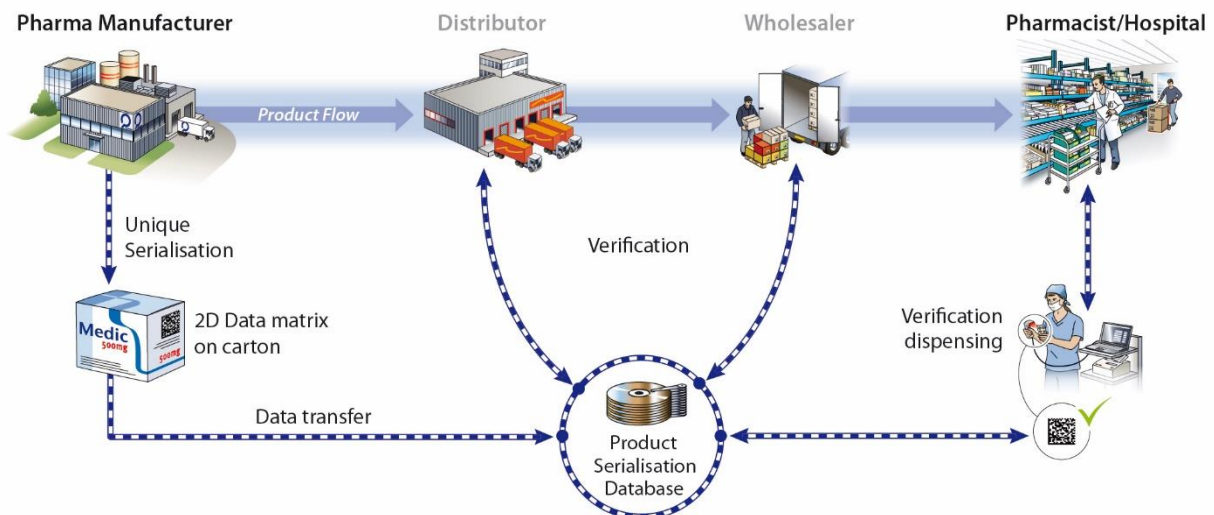 Pharma Manufacturer
Distributor
Wholesaler
Pharmacist/Hospital
Product Flow
Unique
Serialisation
Verification
Medic
500mg
500mg
2D Data matrix
on carton
Verification
dispensing
Data transfer
Product
Serialisation
Database